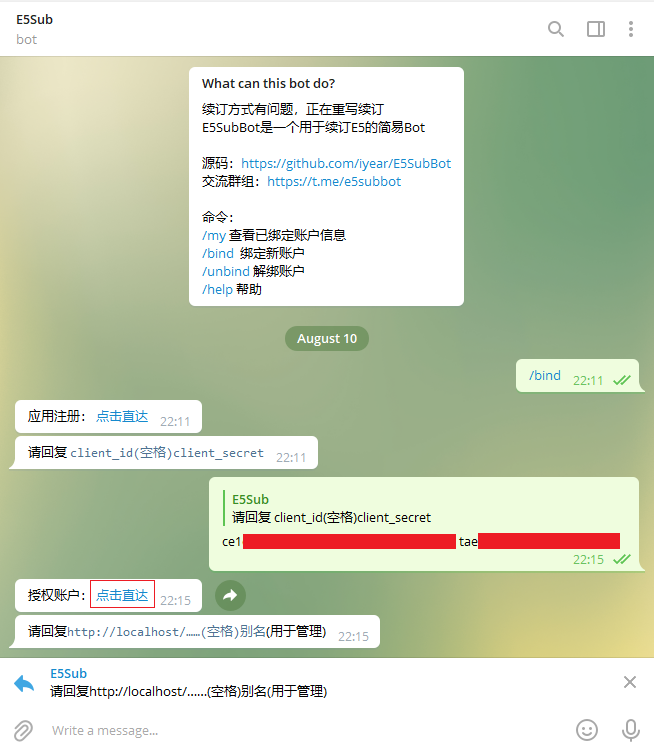 E5Sub
bot
What can this bot do?
续订方式有问题，正在重写续订
E5SubBot是一个用于续订E5的简易Bot
源码：https://github.com/iyear/E5SubBot
交流群组：https://t.me/e5subbot
命令：
/my 查看已绑定账户信息
/bind 绑定新账户
/unbind 解绑账户
/help 帮助
August 10
/bind 22:11
应用注册： 点击直达 22:11
请回复 client_id(空格)client_secret 22:11
E5Sub
请回复 client_id(空格)client_secret
ce1 tae
22:15
授权账户： 点击直达 22:15
请回复http://localhost/……(空格)别名(用于管理) 22:15
E5Sub
请回复http://localhost/……(空格)别名(用于管理)
Write a message...